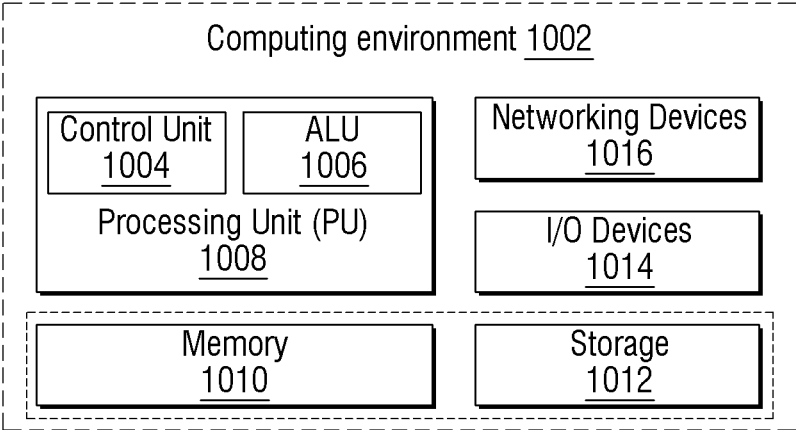 Computing environment 1002
Control Unit
1004
ALU
1006
Processing Unit (PU)
1008
Networking Devices
1016
I/O Devices
1014
Memory
1010
Storage
1012